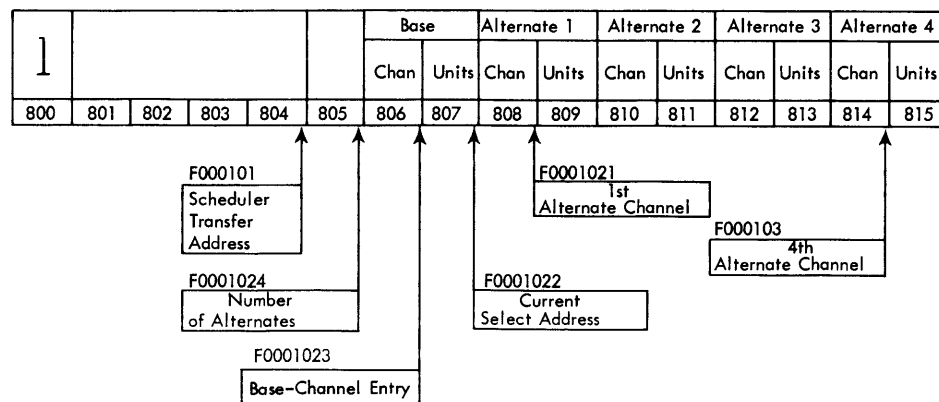 Base Alternate 1 Alternate 2 Alternate 3 Alternate 4
1
Chan Units Chan Units Chan Units Chan Units Chan Units
800 801 802 803 804 805 806 807 808 809 810 811 812 813 814 815
F000101
Scheduler
Transfer
Address
F0001021
1st
Alternate Channel
F000103
4th
Alternate Channel
F0001024
Number
of Alternates
F0001022
Current
Select Address
F0001023
Base-Channel Entry